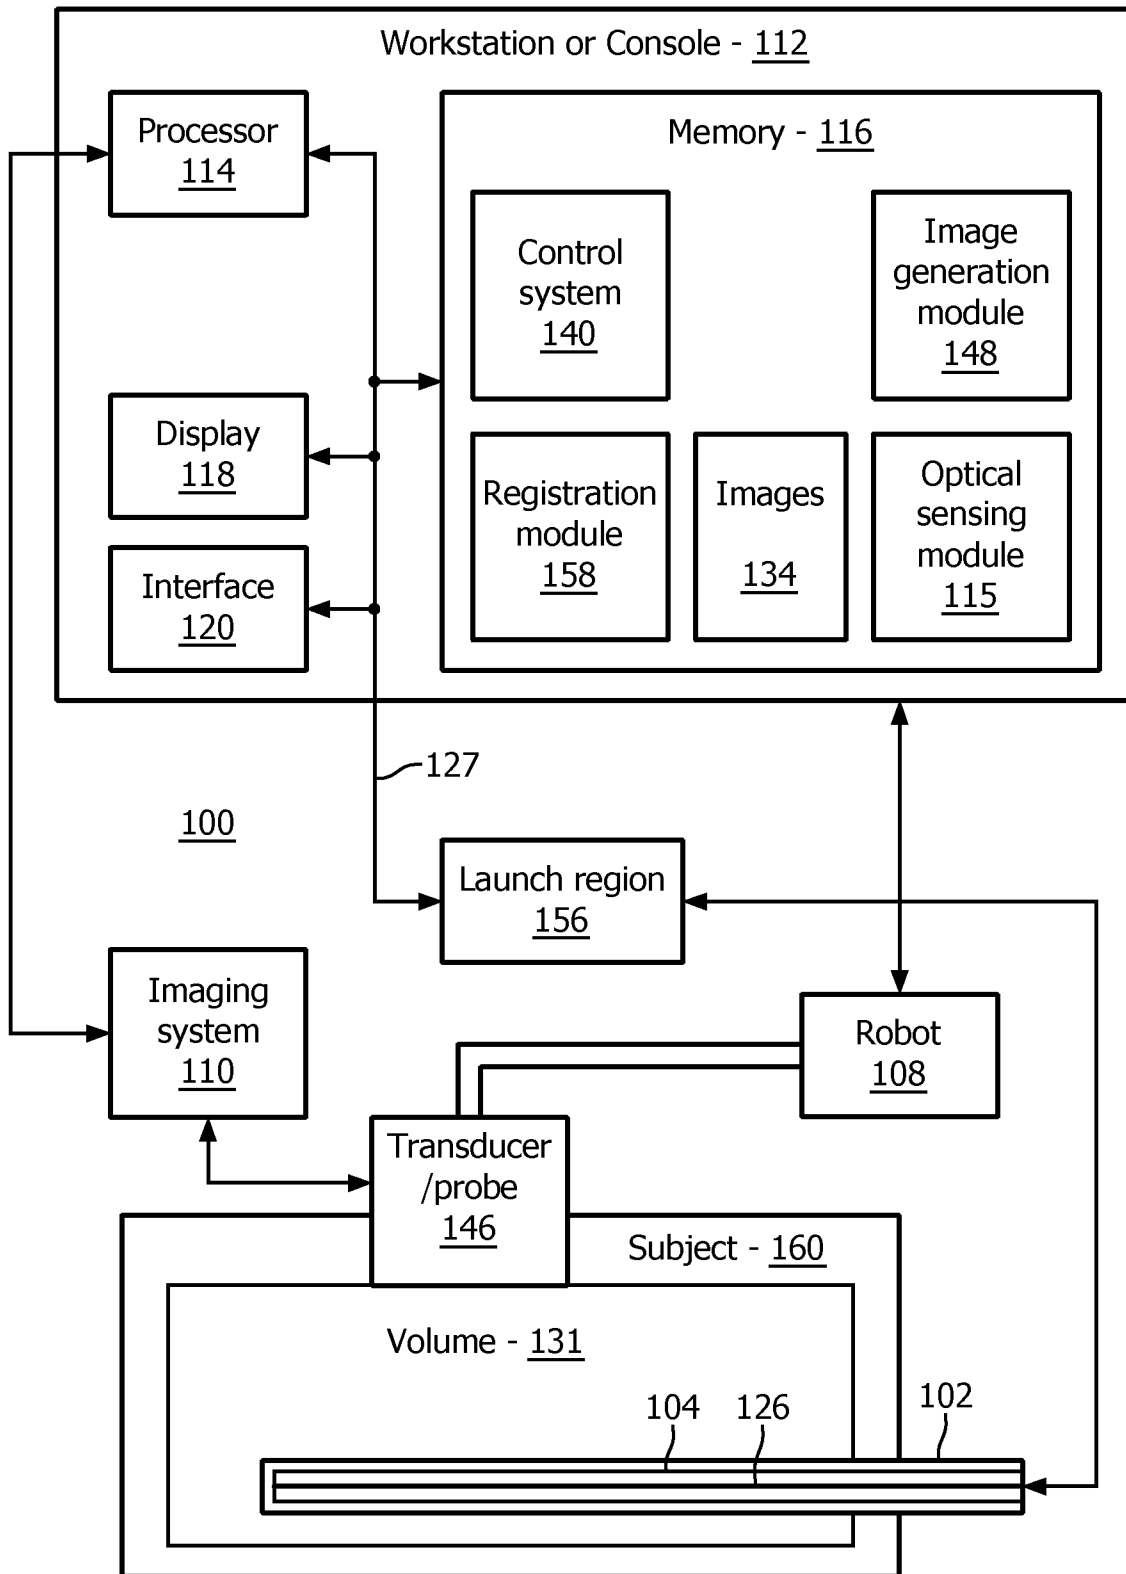 Workstation or Console - 112
Processor
114
Memory - 116
Control
system
140
Image
generation
module
148
Display
118
Registration
module
158
Images
134
Optical
sensing
module
115
Interface
120
127
100
Launch region
156
Imaging
system
110
Robot
108
Transducer
/probe
146
Subject - 160
Volume - 131
104
126
102